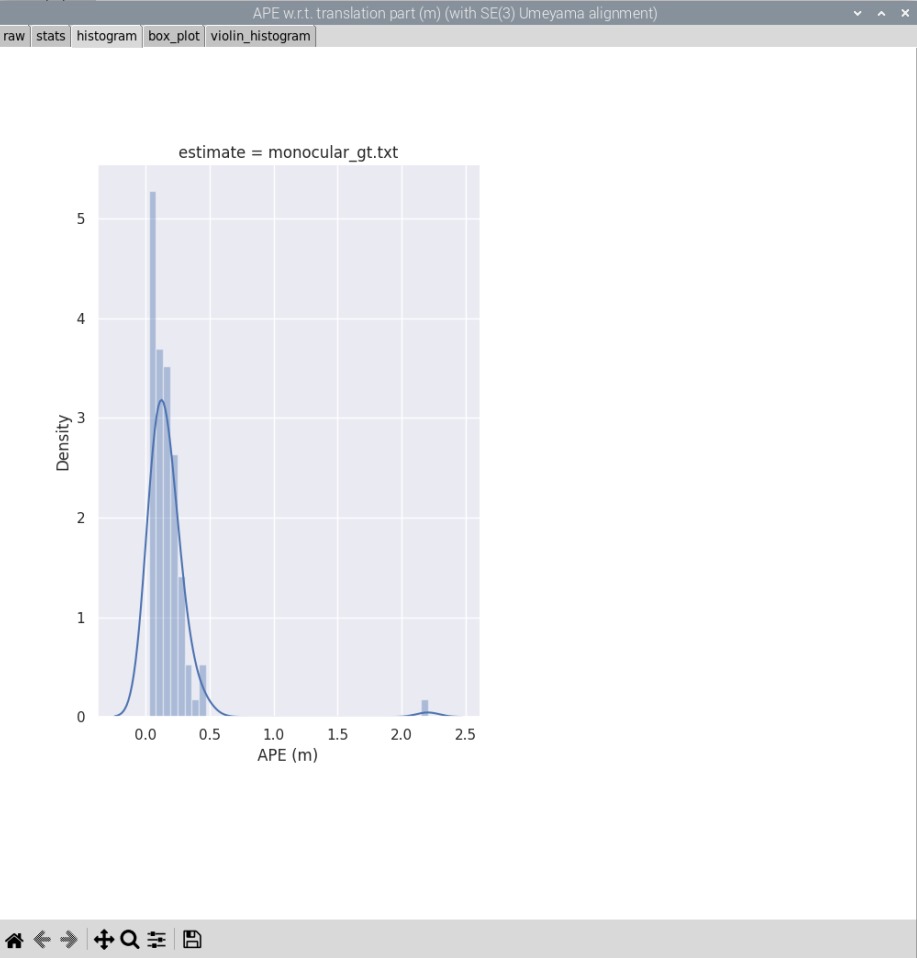 APE w.r.t. translation part (m) (with SE(3) Umeyama alignment)
raw stats histogram box_plot violin_histogram
estimate = monocular_gt.txt
5
4
3
2
1
0
Density
0.0 0.5 1.0 1.5 2.0 2.5
APE (m)